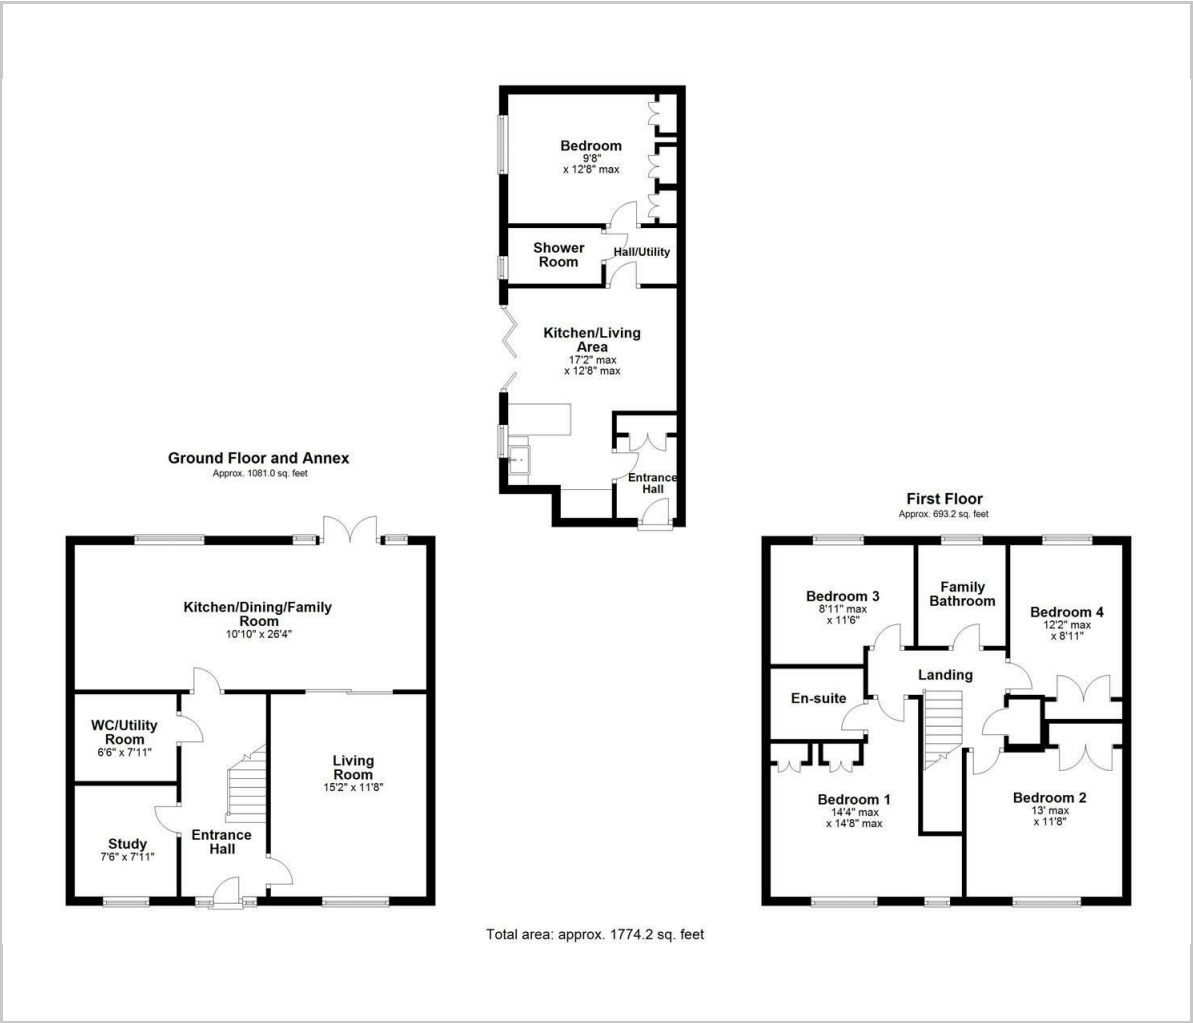 Bedroom
9'8"
x 12'8" max
Shower
Room
Hall/Utility
Kitchen/Living
Area
17'2" max
x 12'8" max
Entrance
Hall
Ground Floor and Annex
Approx. 1081.0 sq. feet
Kitchen/Dining/Family
Room
10'10" x 26'4"
WC/Utility
Room
6'6" x 7'11"
Living
Room
15'2" x 11'8"
Study
7'6" x 7'11"
Entrance
Hall
First Floor
Approx. 693.2 sq. feet
Bedroom 3
8'11" max
x 11'6"
Family
Bathroom
Bedroom 4
12'2" max
x 8'11"
Landing
En-suite
Bedroom 1
14'4" max
x 14'8" max
Bedroom 2
13' max
x 11'8"
Total area: approx. 1774.2 sq. feet